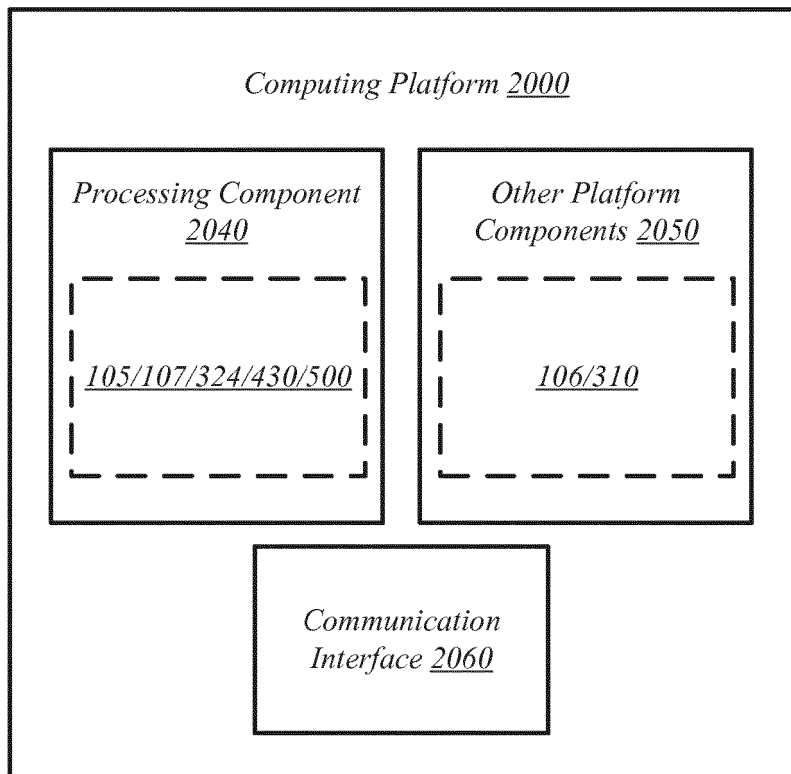 Computing Platform 2000
Processing Component
2040
105/107/324/430/500
Other Platform
Components 2050
106/310
Communication
Interface 2060